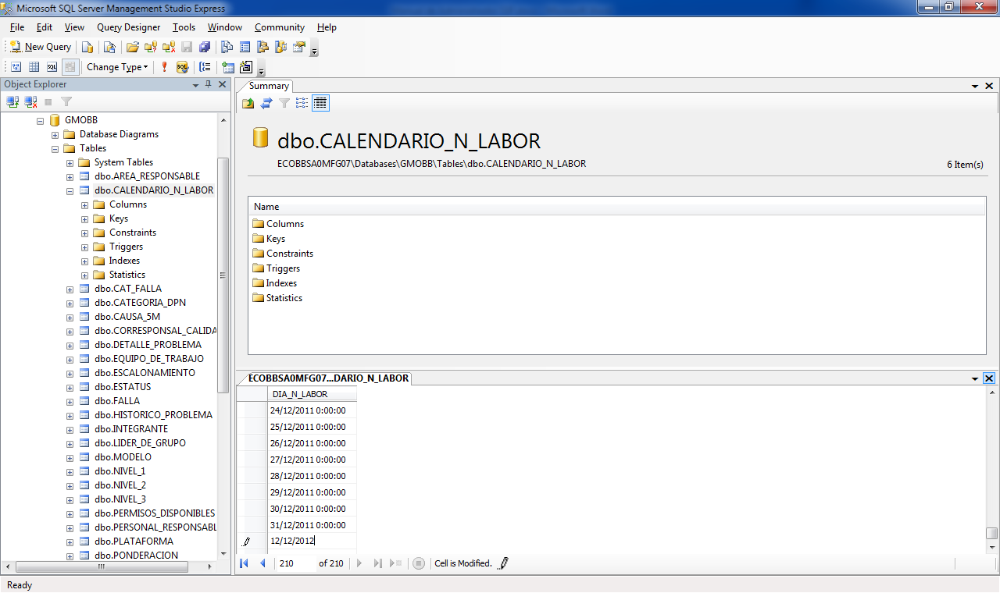 Microsoft SQL Server Management Studio Express
File Edit View Query Designer Tools Window Community Help
New Query
SQL Change Type SQL
Object Explorer
GMOBB
Database Diagrams
Tables
System Tables
dbo.AREA_RESPONSABLE
dbo.CALENDARIO_N_LABOR
Columns
Keys
Constraints
Triggers
Indexes
Statistics
dbo.CAT_FALLA
dbo.CATEGORIA_DPN
dbo.CAUSA_5M
dbo.CORRESPONSAL_CALIDA
dbo.DETALLE_PROBLEMA
dbo.EQUIPO_DE_TRABAJO
dbo.ESCALONAMIENTO
dbo.ESTATUS
dbo.FALLA
dbo.HISTORICO_PROBLEMA
dbo.INTEGRANTE
dbo.LIDER_DE_GRUPO
dbo.MODELO
dbo.NIVEL_1
dbo.NIVEL_2
dbo.NIVEL_3
dbo.PERMISOS_DISPONIBLES
dbo.PERSONAL_RESPONSABL
dbo.PLATAFORMA
dbo.PONDERACION
Summary
dbo.CALENDARIO_N_LABOR
ECOBBSA0MFG07\Databases\GMOBB\Tables\dbo.CALENDARIO_N_LABOR
6 Item(s)
Name
Columns
Keys
Constraints
Triggers
Indexes
Statistics
ECOBBSA0MFG07...DARIO_N_LABOR
DIA_N_LABOR
24/12/2011 0:00:00
25/12/2011 0:00:00
26/12/2011 0:00:00
27/12/2011 0:00:00
28/12/2011 0:00:00
29/12/2011 0:00:00
30/12/2011 0:00:00
31/12/2011 0:00:00
12/12/2012
210 of 210 Cell is Modified.
Ready